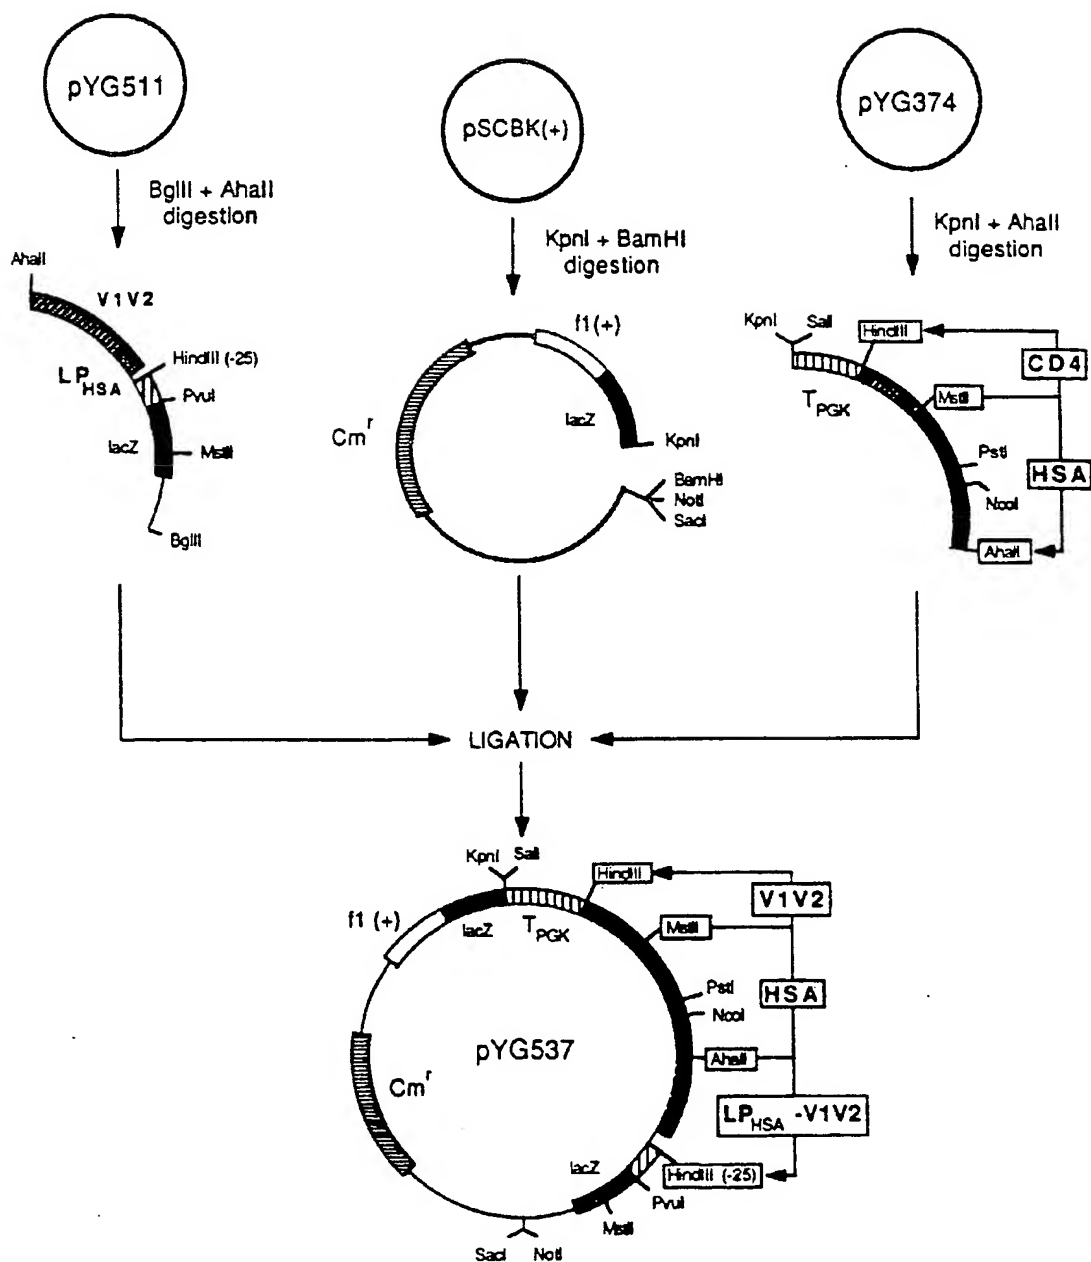 pYG511
pSCBK(+)
pYG374
BglII + AhaII
digestion
KpnI + BamHI
digestion
KpnI + AhaII
digestion
AhaII
V1V2
HindIII (-25)
LP HSA
PvuI
lacZ
MstII
BglII
f1(+)
Cm r
lacZ
KpnI
BamHI
NotI
SacI
KpnI
SalI
HindIII
CD4
T PGK
MstII
PstI
NcoI
HSA
AhaII
LIGATION
KpnI
SalI
HindIII
V1V2
f1 (+)
lacZ
T PGK
MstII
PstI
NcoI
HSA
pYG537
AhaII
Cm r
LP HSA -V1V2
lacZ
HindIII (-25)
PvuI
MstII
SacI
NotI